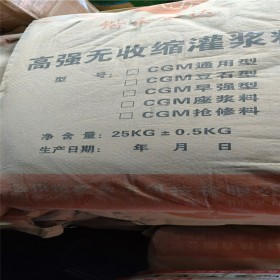 高强无收缩灌浆料
型 号：□CGM通用型
□CGM豆石型
□CGM早强型
□CGM座浆料
□CGM抢修料
净含量：25KG±0.5KG
生产日期： 年 月 日